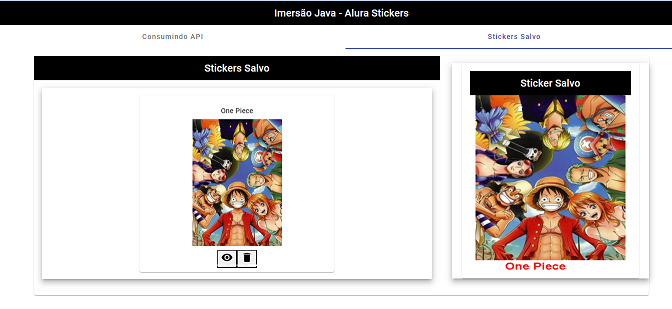 Imersão Java - Alura Stickers
Consumindo API
Stickers Salvo
Stickers Salvo
One Piece
Sticker Salvo
One Piece